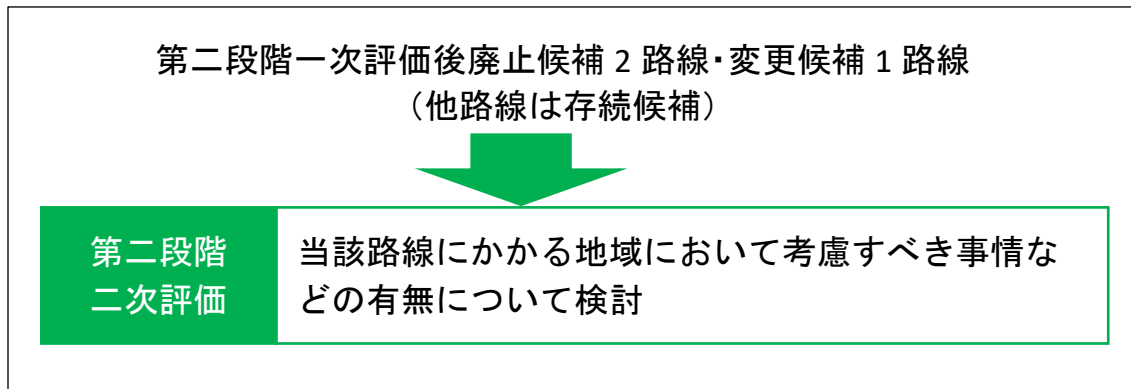 第二段階一次評価後廃止候補 2 路線・変更候補 1 路線
（他路線は存続候補）
第二段階
二次評価
当該路線にかかる地域において考慮すべき事情な
どの有無について検討